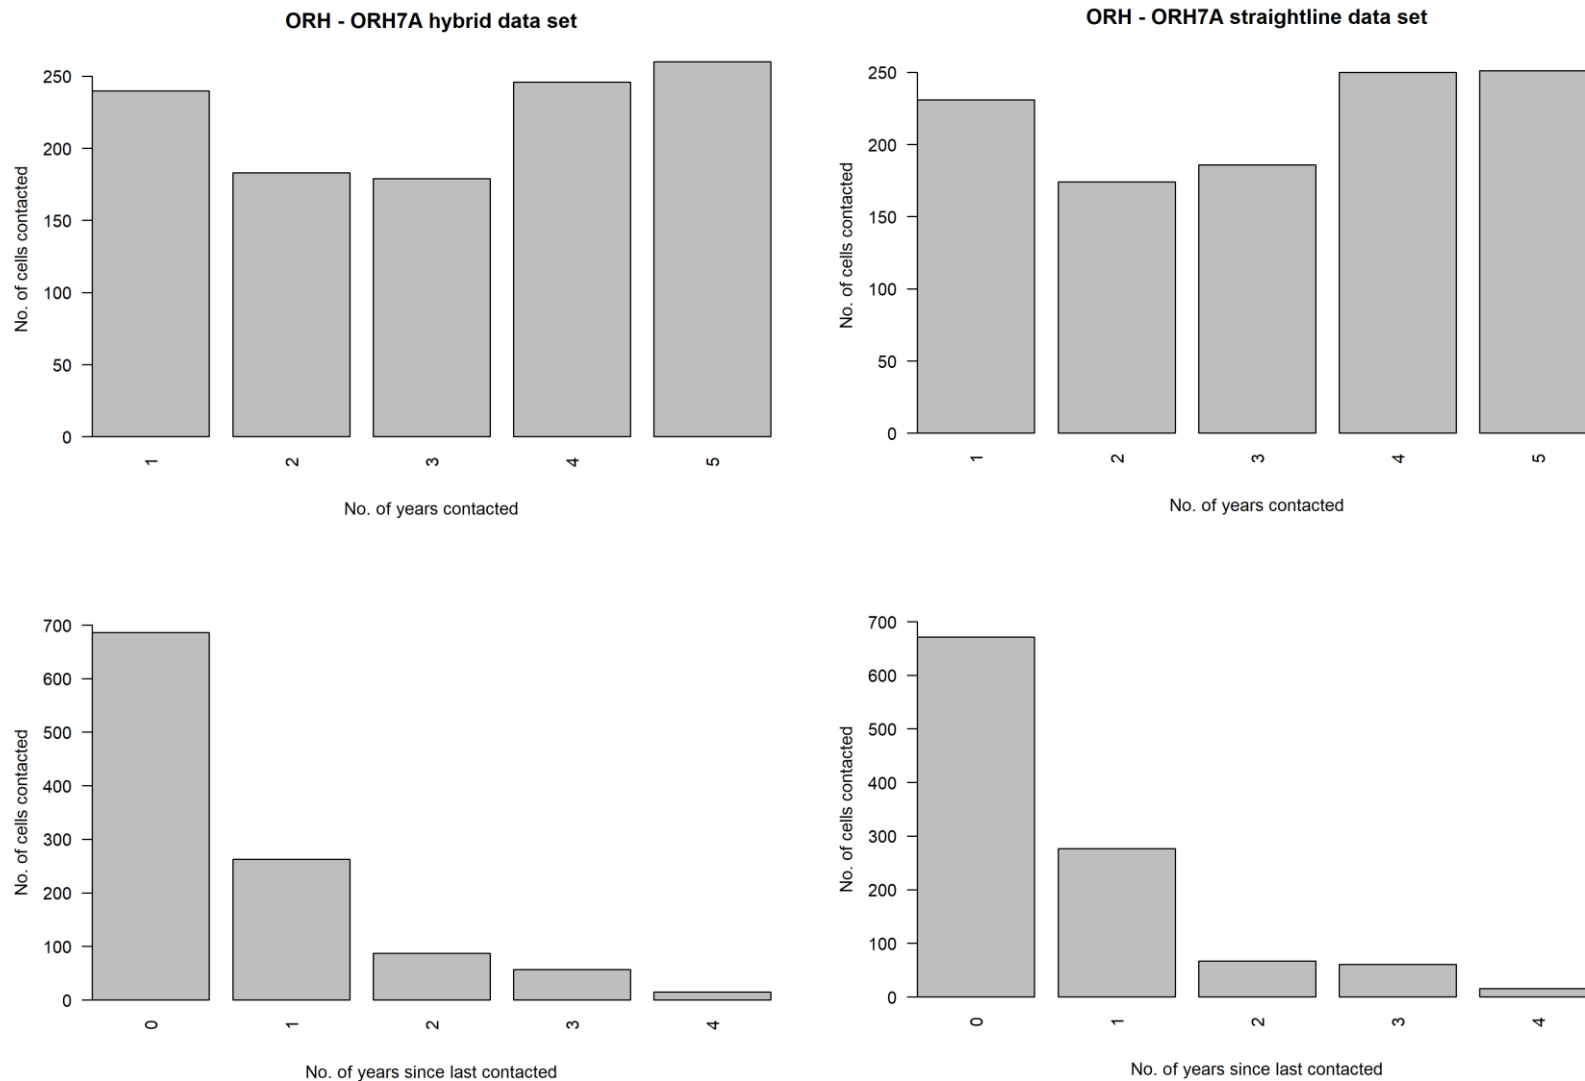 ORH - ORH7A hybrid data set
No. of cells contacted
250
200
150
100
50
0
1 2 3 4 5
No. of years contacted
ORH - ORH7A straightline data set
No. of cells contacted
250
200
150
100
50
0
1 2 3 4 5
No. of years contacted
No. of cells contacted
700
600
500
400
300
200
100
0
0 1 2 3 4
No. of years since last contacted
No. of cells contacted
700
600
500
400
300
200
100
0
0 1 2 3 4
No. of years since last contacted